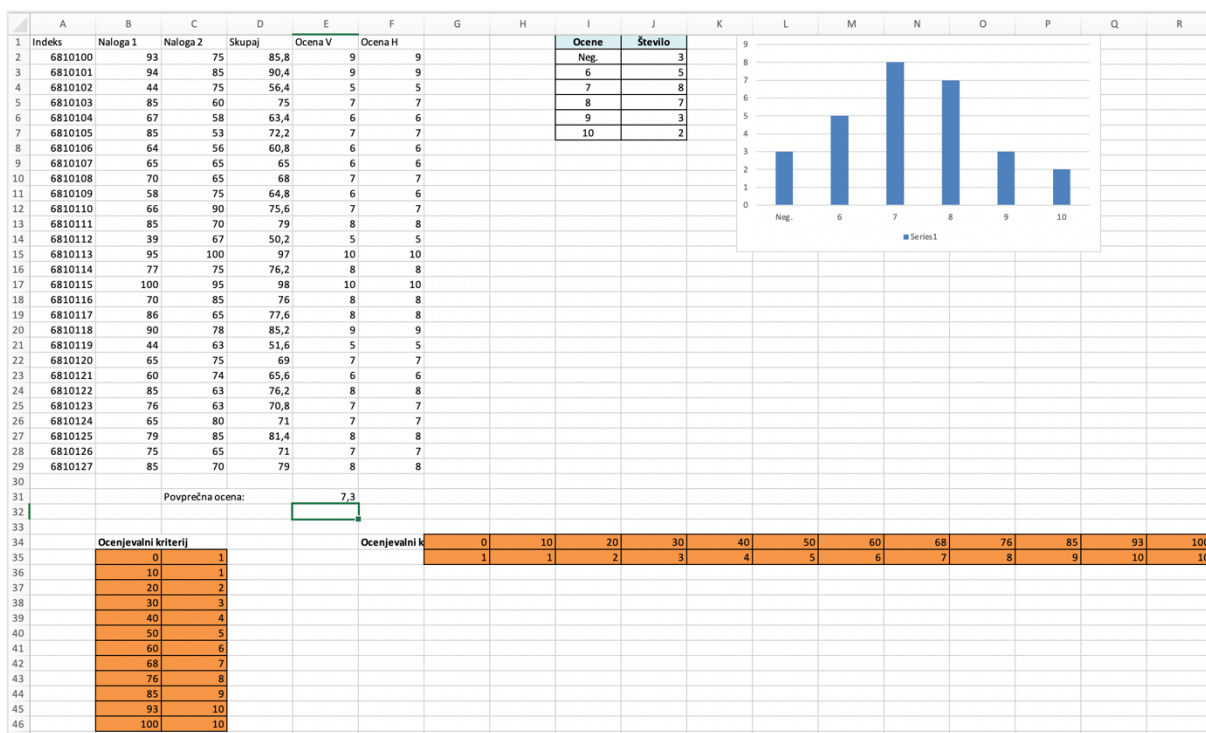 A B C D E F G H I J K L M N O P Q R
1 Indeks Naloga 1 Naloga 2 Skupaj Ocena V Ocena H Ocene Število
2 6810100 93 75 85,8 9 9 Neg. 3
3 6810101 94 85 90,4 9 9 6 5
4 6810102 44 75 56,4 5 5 7 8
5 6810103 85 60 75 7 7 8 7
6 6810104 67 58 63,4 6 6 9 3
7 6810105 85 53 72,2 7 7 10 2
8 6810106 64 56 60,8 6 6
9 6810107 65 65 65 6 6
10 6810108 70 65 68 7 7
11 6810109 58 75 64,8 6 6
12 6810110 66 90 75,6 7 7
13 6810111 85 70 79 8 8
14 6810112 39 67 50,2 5 5
15 6810113 95 100 97 10 10
16 6810114 77 75 76,2 8 8
17 6810115 100 95 98 10 10
18 6810116 70 85 76 8 8
19 6810117 86 65 77,6 8 8
20 6810118 90 78 85,2 9 9
21 6810119 44 63 51,6 5 5
22 6810120 65 75 69 7 7
23 6810121 60 74 65,6 6 6
24 6810122 85 63 76,2 8 8
25 6810123 76 63 70,8 7 7
26 6810124 65 80 71 7 7
27 6810125 79 85 81,4 8 8
28 6810126 75 65 71 7 7
29 6810127 85 70 79 8 8
30
31 Povprečna ocena: 7,3
32
33
34 Ocenjevalni kriterij Ocenjevalni k 0 10 20 30 40 50 60 68 76 85 93 100
35 0 1 1 1 2 3 4 5 6 7 8 9 10 10
36 10 1
37 20 2
38 30 3
39 40 4
40 50 5
41 60 6
42 68 7
43 76 8
44 85 9
45 93 10
46 100 10
9
8
7
6
5
4
3
2
1
0
Neg. 6 7 8 9 10
Series1